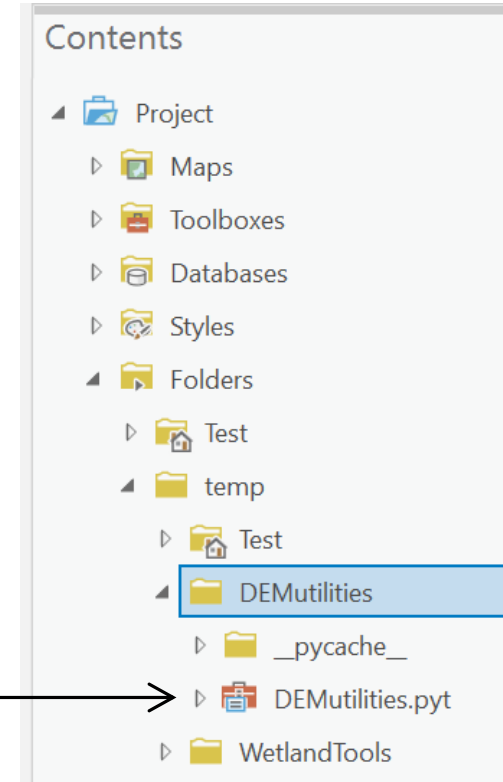 Contents
Project
Maps
Toolboxes
Databases
Styles
Folders
Test
temp
Test
DEMutilities
__pycache__
DEMutilities.pyt
WetlandTools